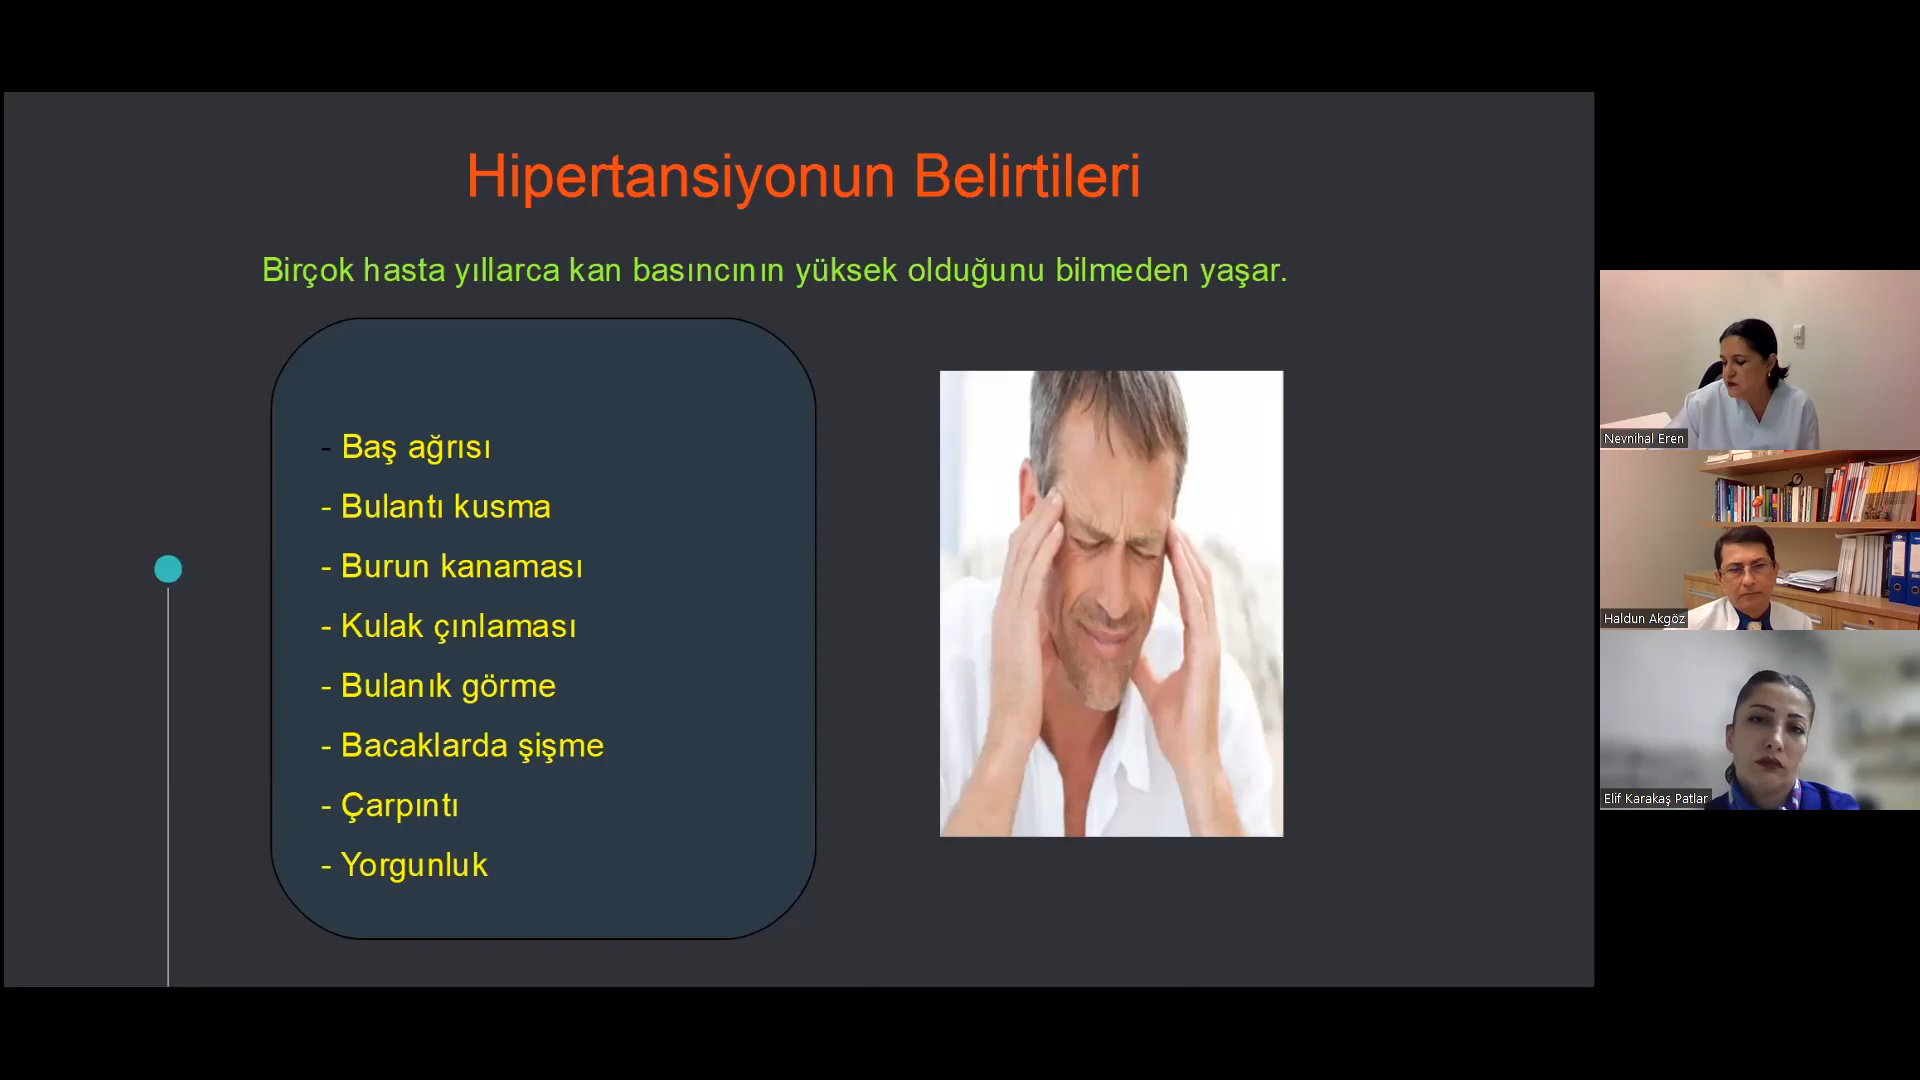 Hipertansiyonun Belirtileri
Birçok hasta yıllarca kan basıncının yüksek olduğunu bilmeden yaşar.
- Baş ağrısı
- Bulantı kusma
- Burun kanaması
- Kulak çınlaması
- Bulanık görme
- Bacaklarda şişme
- Çarpıntı
- Yorgunluk
Nevnihal Eren
Haldun Akgöz
Elif Karakaş Patlar